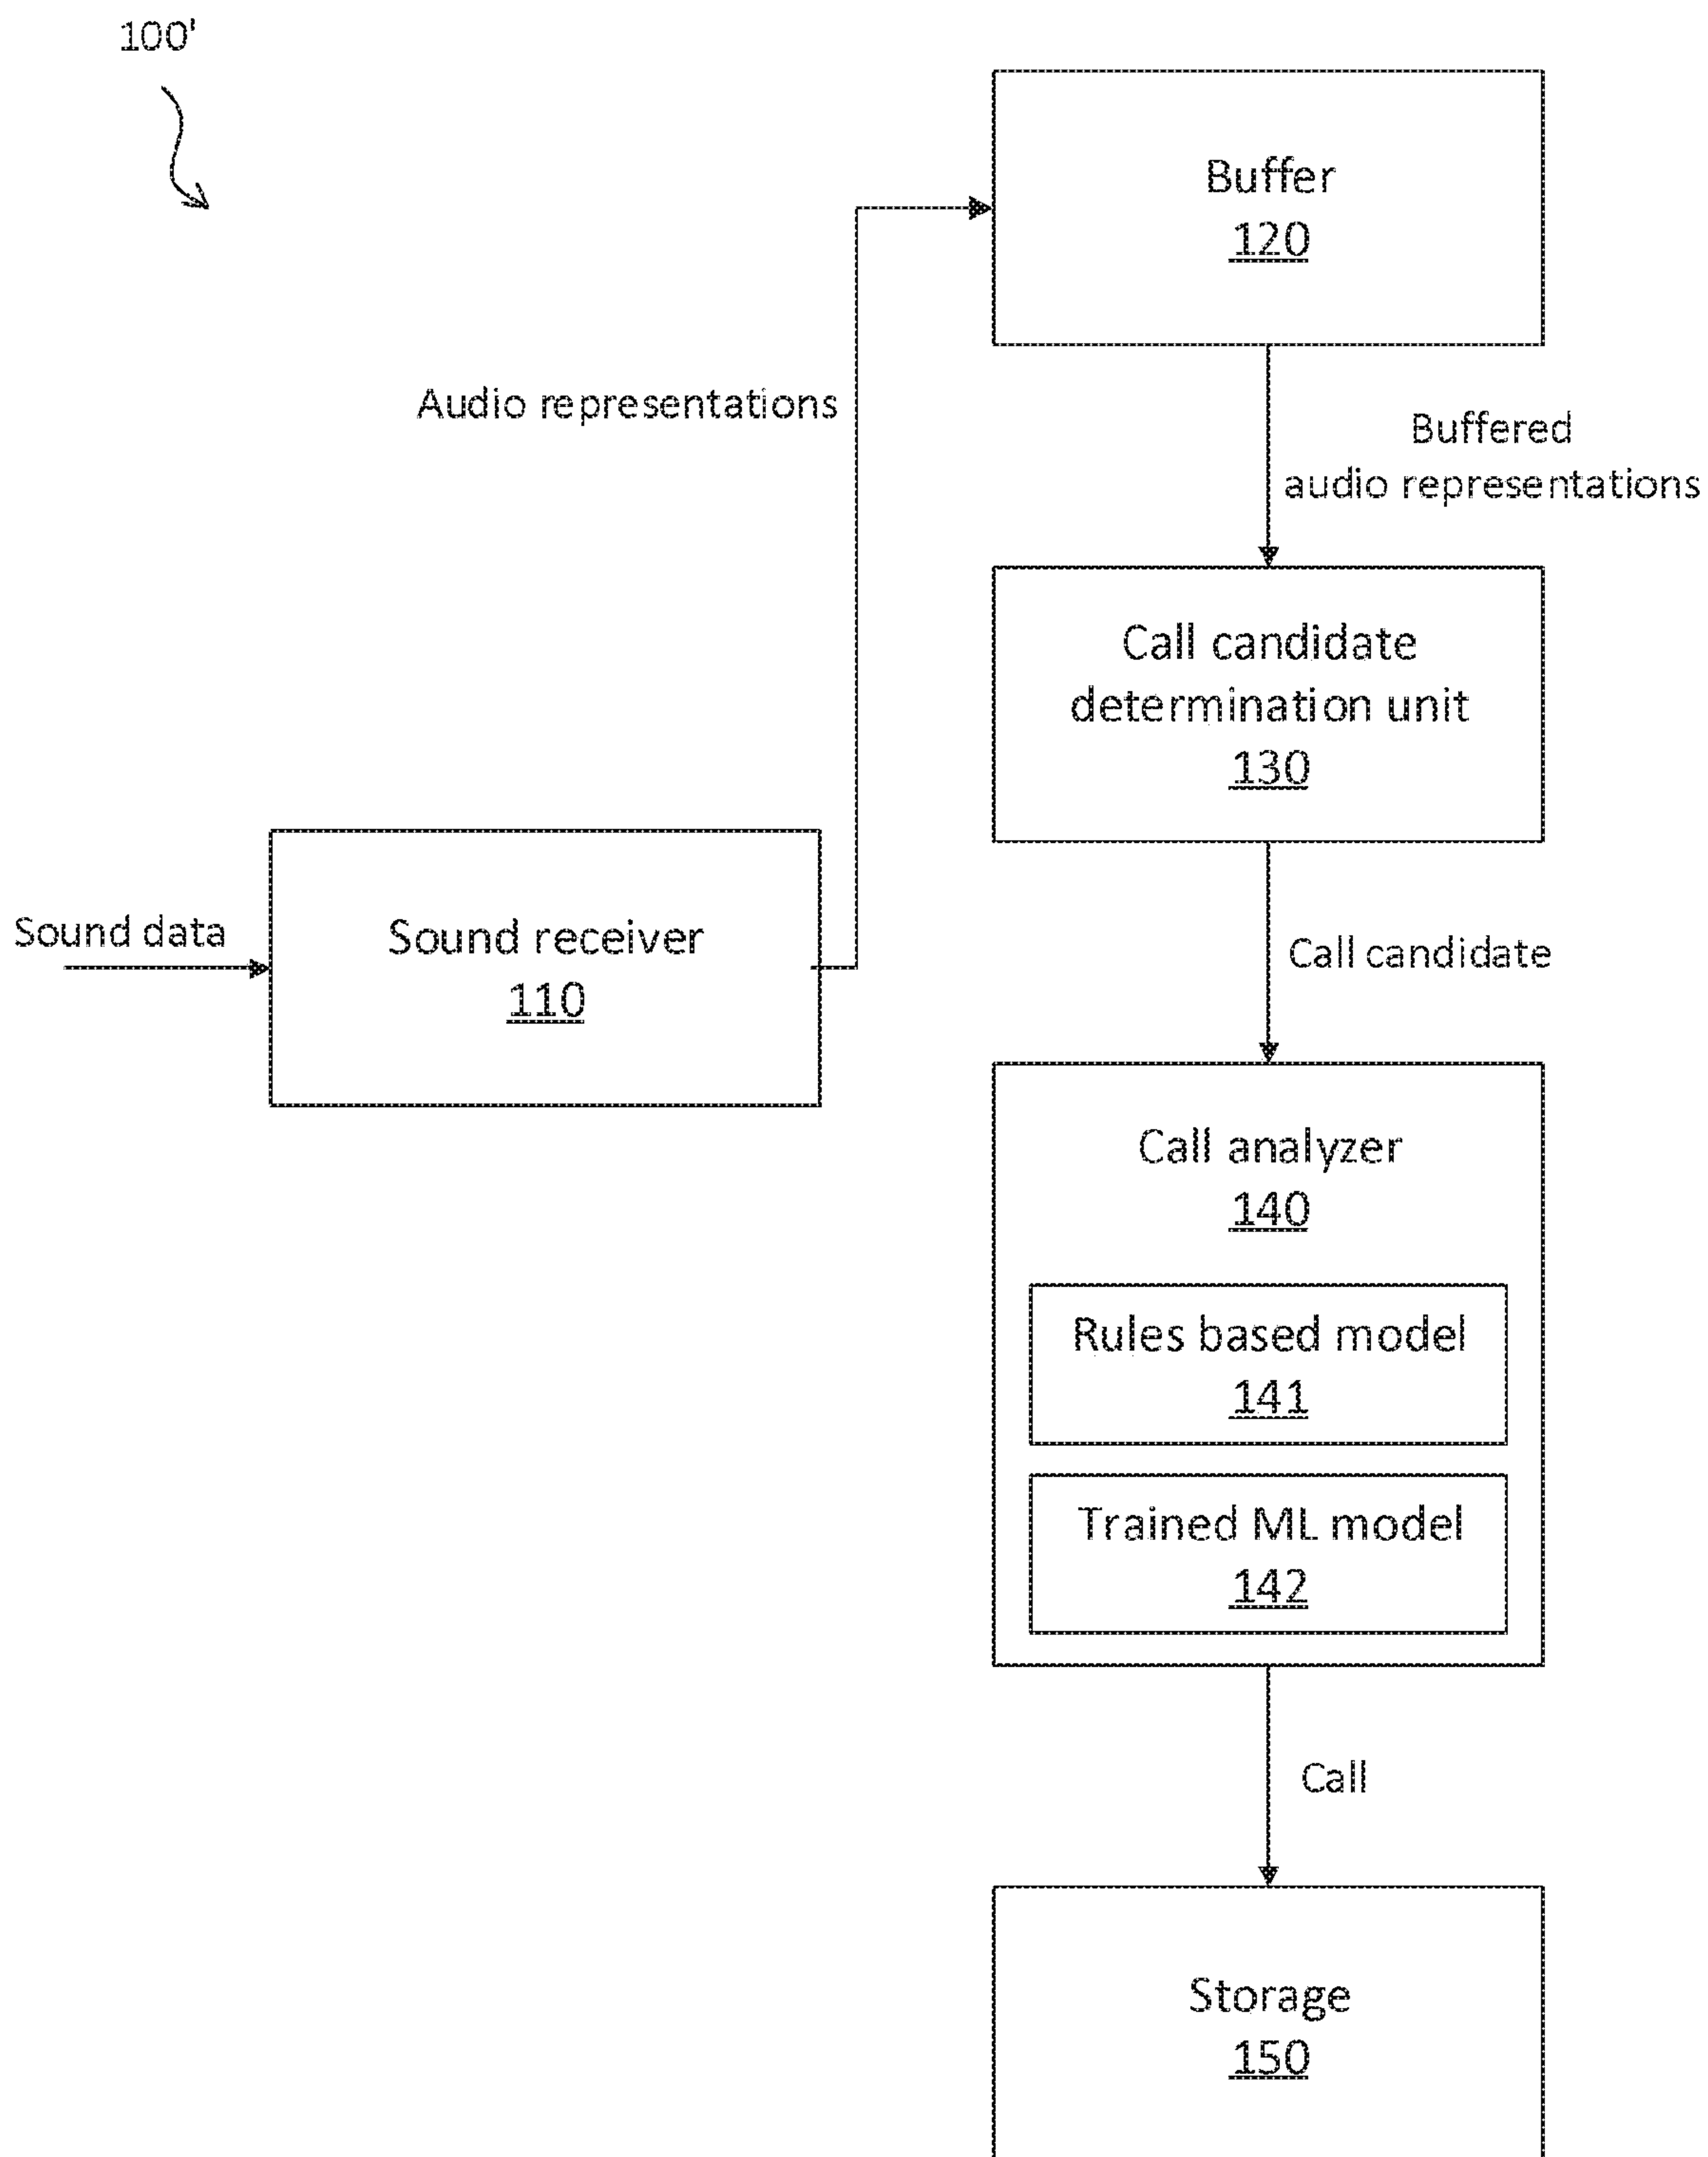 100'
Buffer
120
Audio representations
Buffered
audio representations
Call candidate
determination unit
130
Sound data
Sound receiver
110
Call candidate
Call analyzer
140
Rules based model
141
Trained ML model
142
Call
Storage
150